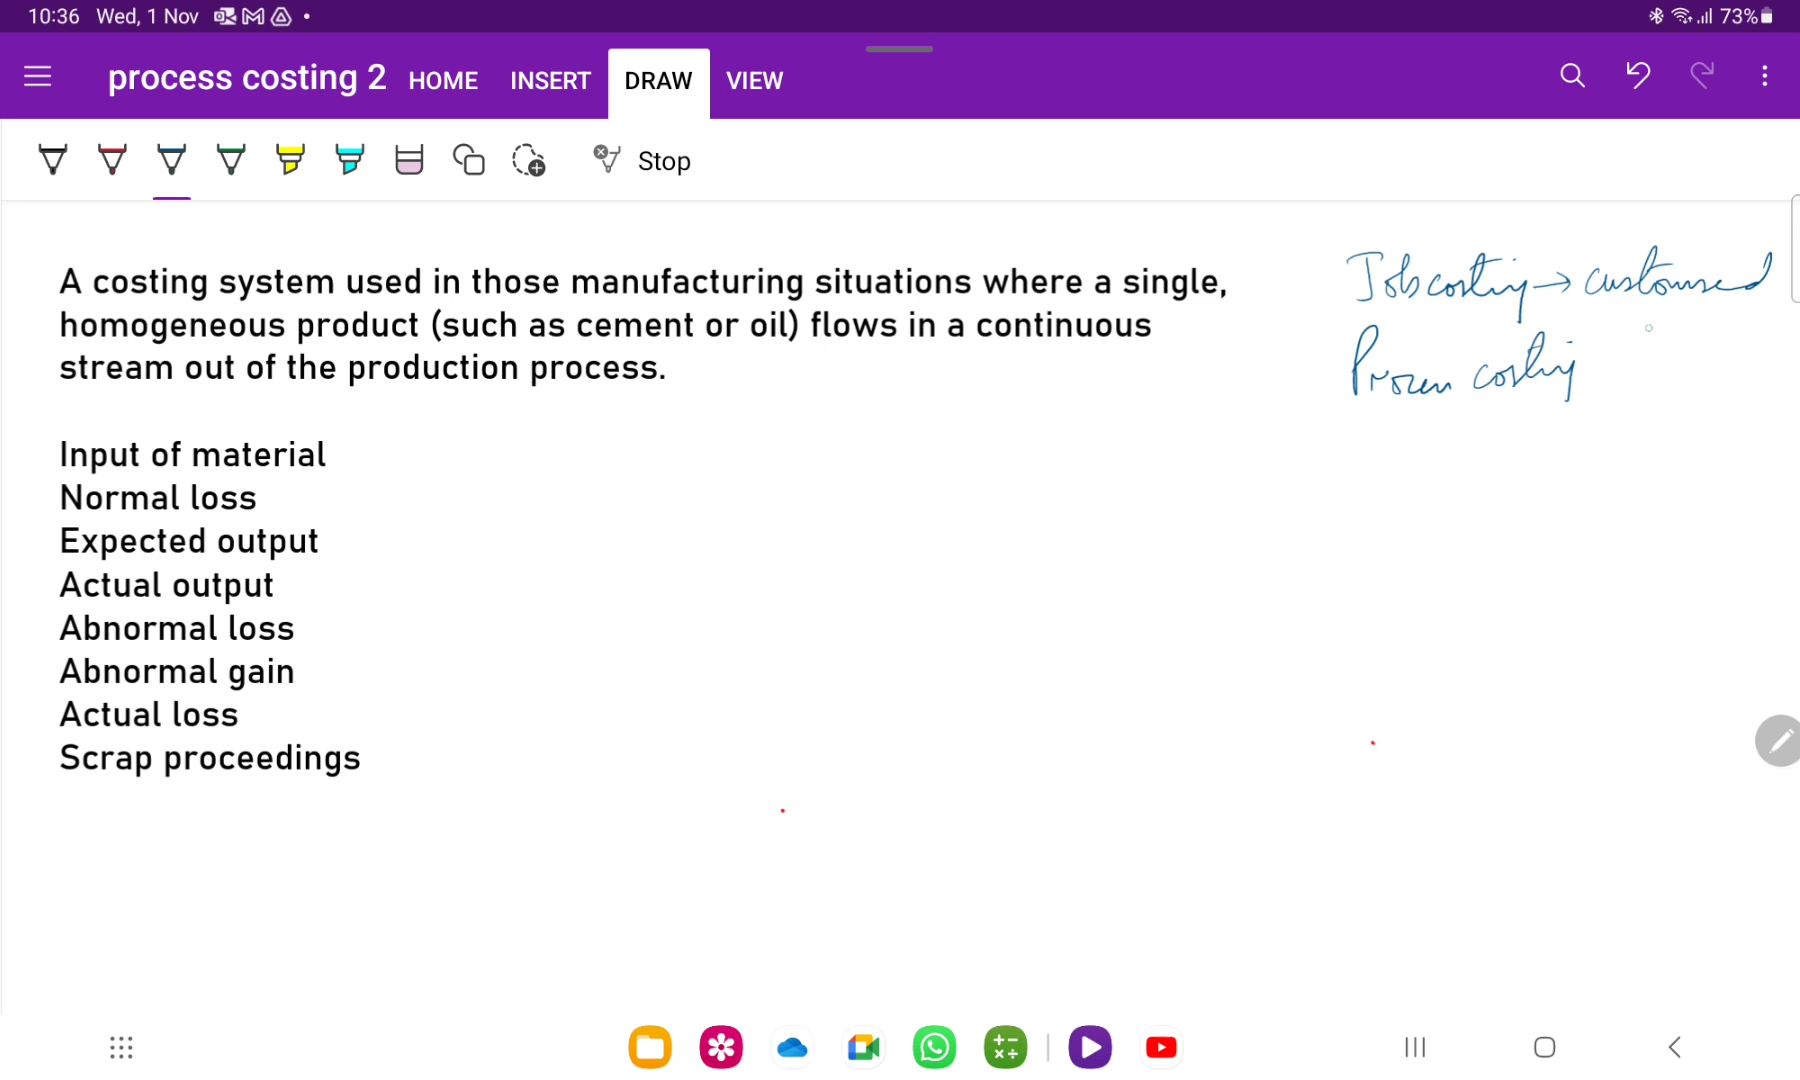 10:36 Wed, 1 Nov
73%
process costing 2 HOME INSERT DRAW VIEW
Stop
A costing system used in those manufacturing situations where a single,
homogeneous product (such as cement or oil) flows in a continuous
stream out of the production process.
Job costing → customised
Process costing
Input of material
Normal loss
Expected output
Actual output
Abnormal loss
Abnormal gain
Actual loss
Scrap proceedings